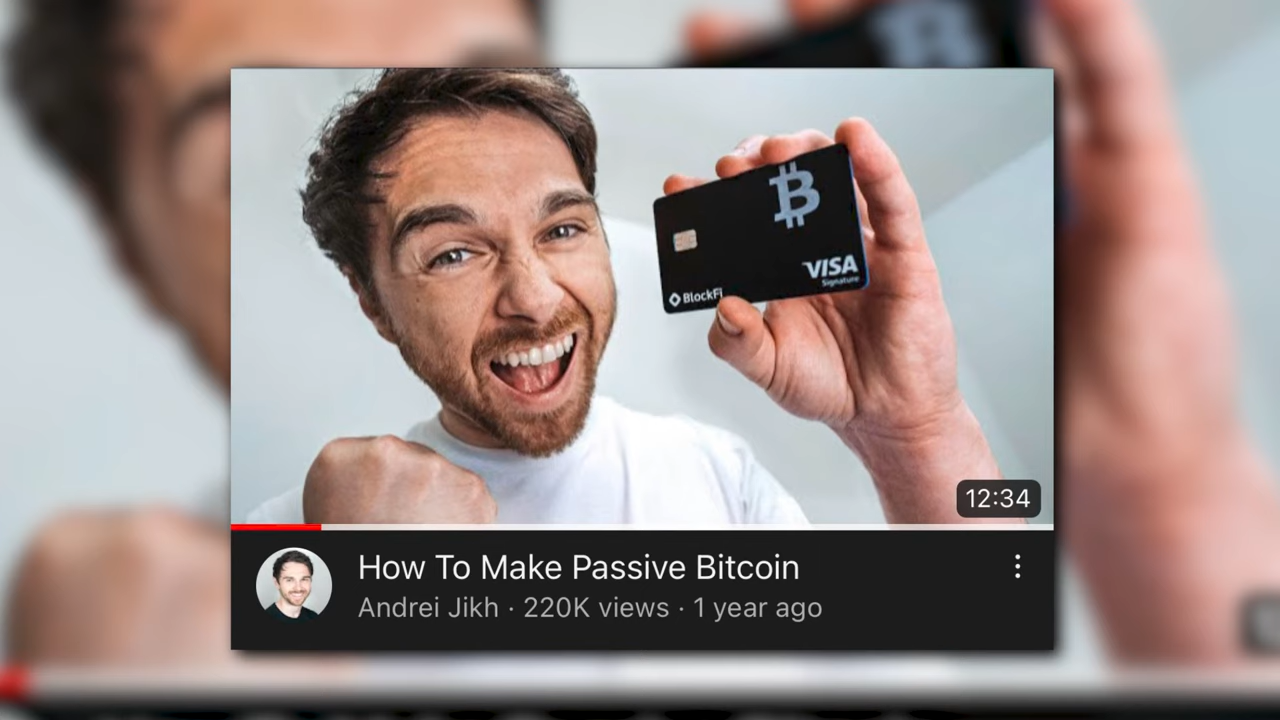 VISA
Signature
BlockFi
12:34
How To Make Passive Bitcoin
Andrei Jikh · 220K views · 1 year ago